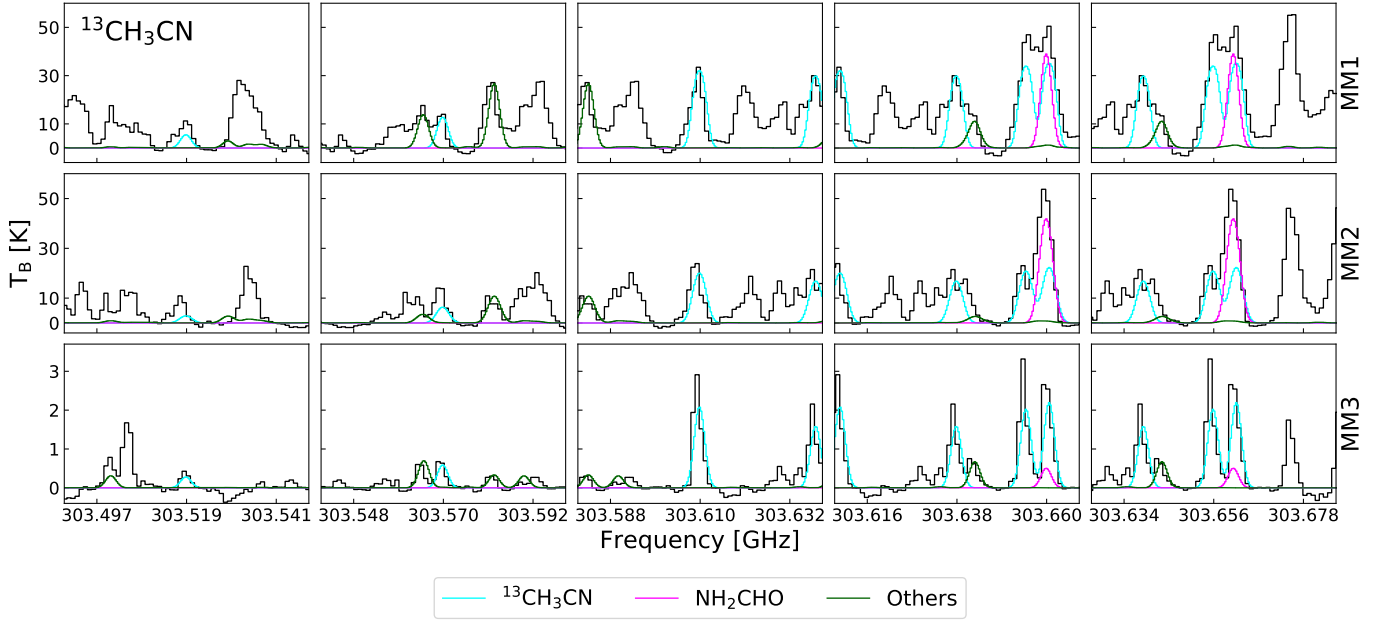 ¹³CH₃CN
50
30
10
0
MM1
T_B [K]
50
30
10
0
MM2
3
2
1
0
MM3
303.497 303.519 303.541 303.548 303.570 303.592 303.588 303.610 303.632 303.616 303.638 303.660 303.634 303.656 303.678
Frequency [GHz]
¹³CH₃CN NH₂CHO Others